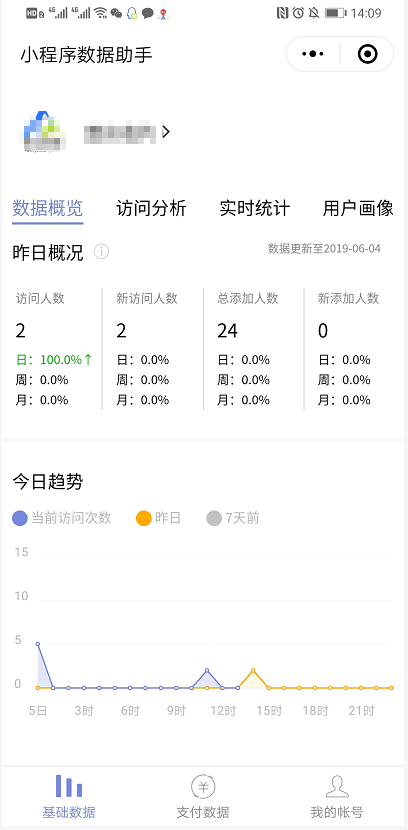 HD 2 4G 4G 14:09
小程序数据助手
数据概览 访问分析 实时统计 用户画像
昨日概况 数据更新至2019-06-04
访问人数 新访问人数 总添加人数 新添加人数
2 2 24 0
日：100.0%↑ 日：0.0% 日：0.0% 日：0.0%
周：0.0% 周：0.0% 周：0.0% 周：0.0%
月：0.0% 月：0.0% 月：0.0% 月：0.0%
今日趋势
当前访问次数 昨日 7天前
15
10
5
0
5日 3时 6时 9时 12时 15时 18时 21时
基础数据 支付数据 我的帐号